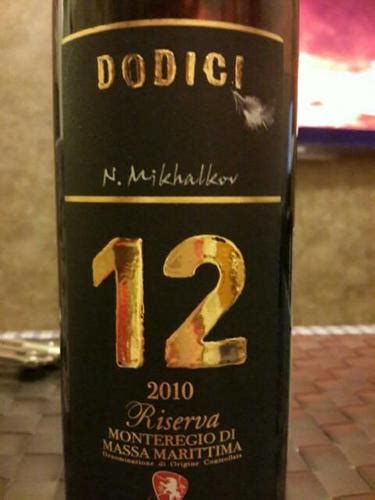 DODICI
N. Mikhalkov
12
2010
Riserva
MONTEREGIO DI
MASSA MARITTIMA
Denominazione di Origine Controllata